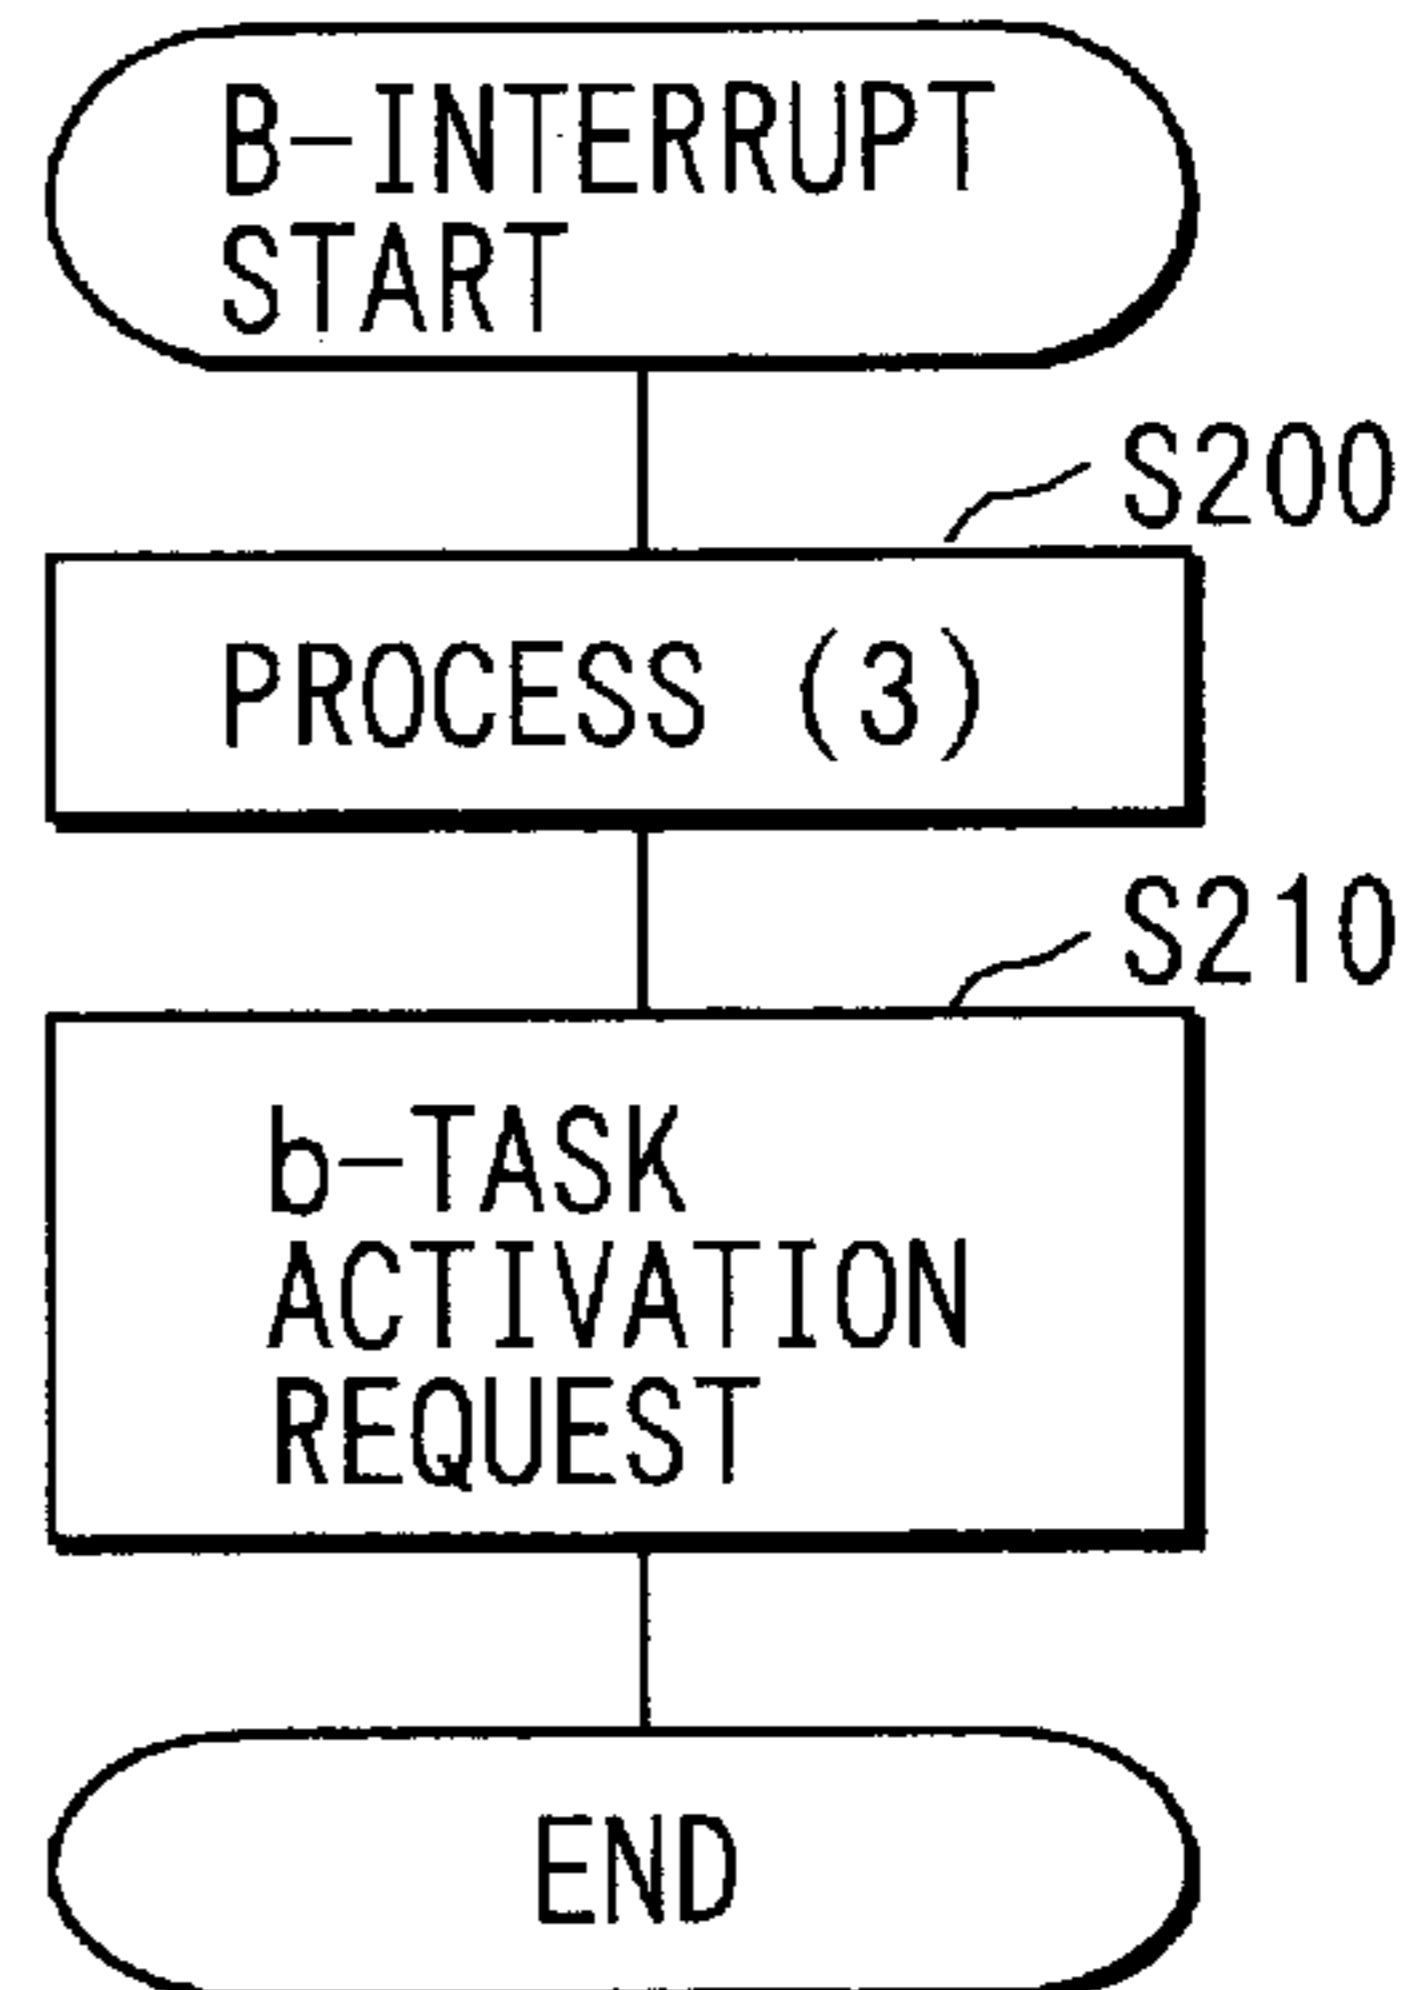 B-INTERRUPT
START
S200
PROCESS (3)
S210
b-TASK
ACTIVATION
REQUEST
END